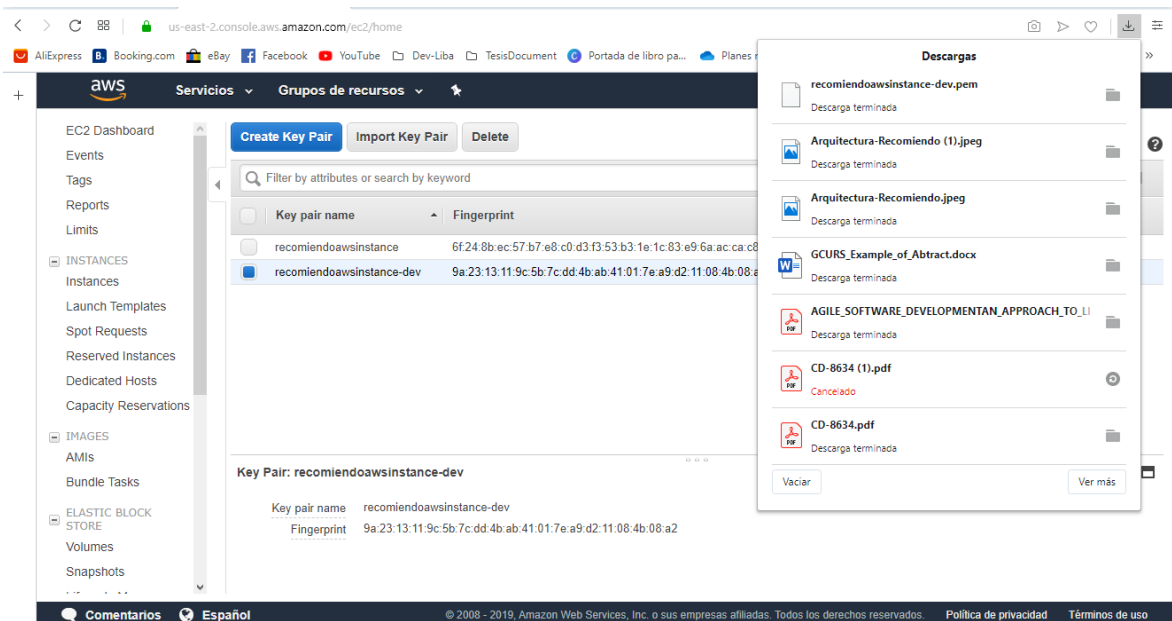 us-east-2.console.aws.amazon.com/ec2/home
AliExpress B. Booking.com eBay Facebook YouTube Dev-Liba TesisDocument Portada de libro pa... Planes »
aws Servicios Grupos de recursos
EC2 Dashboard
Events
Tags
Reports
Limits
INSTANCES
Instances
Launch Templates
Spot Requests
Reserved Instances
Dedicated Hosts
Capacity Reservations
IMAGES
AMIs
Bundle Tasks
ELASTIC BLOCK
STORE
Volumes
Snapshots
Create Key Pair Import Key Pair Delete
Filter by attributes or search by keyword
Key pair name Fingerprint
recomiendoawsinstance 6f:24:8b:ec:57:b7:e8:c0:d3:f3:53:b3:1e:1c:83:e9:6a:ac:ca:c8
recomiendoawsinstance-dev 9a:23:13:11:9c:5b:7c:dd:4b:ab:41:01:7e:a9:d2:11:08:4b:08:a
Key Pair: recomiendoawsinstance-dev
Key pair name recomiendoawsinstance-dev
Fingerprint 9a:23:13:11:9c:5b:7c:dd:4b:ab:41:01:7e:a9:d2:11:08:4b:08:a2
Descargas
recomiendoawsinstance-dev.pem
Descarga terminada
Arquitectura-Recomiendo (1).jpeg
Descarga terminada
Arquitectura-Recomiendo.jpeg
Descarga terminada
W
GCURS_Example_of_Abtract.docx
Descarga terminada
PDF
AGILE_SOFTWARE_DEVELOPMENTAN_APPROACH_TO_LI
Descarga terminada
PDF
CD-8634 (1).pdf
Cancelado
PDF
CD-8634.pdf
Descarga terminada
Vaciar Ver más
Comentarios Español © 2008 - 2019, Amazon Web Services, Inc. o sus empresas afiliadas. Todos los derechos reservados. Política de privacidad Términos de uso